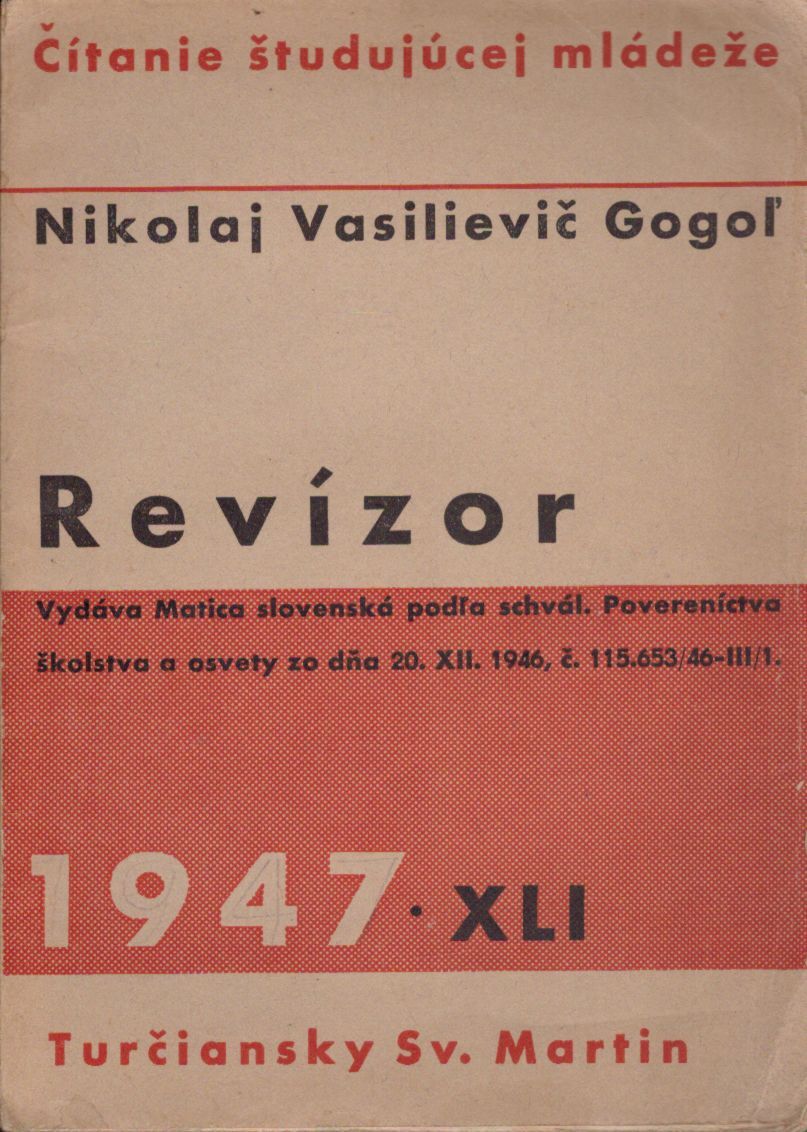 Čítanie študujúcej mládeže
Nikolaj Vasilievič Gogoľ
Revízor
Vydáva Matica slovenská podľa schvál. Povereníctva
školstva a osvety zo dňa 20. XII. 1946, č. 115.653/46-III/1.
1947 · XLI
Turčiansky Sv. Martin